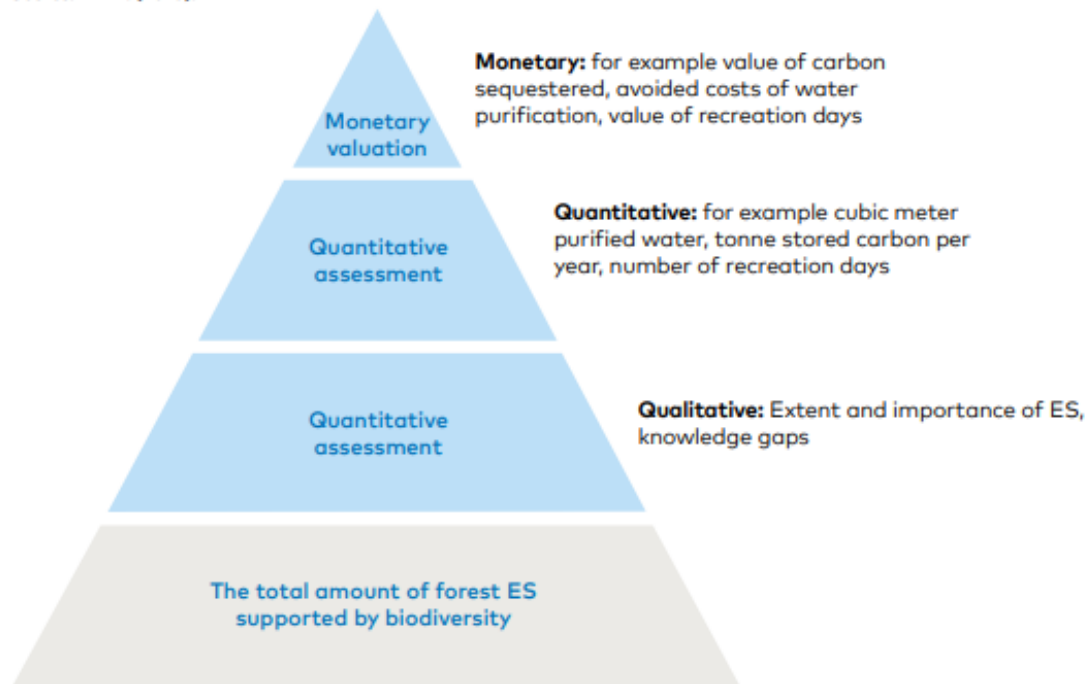 Monetary: for example value of carbon
sequestered, avoided costs of water
purification, value of recreation days
Monetary
valuation
Quantitative: for example cubic meter
purified water, tonne stored carbon per
year, number of recreation days
Quantitative
assessment
Qualitative: Extent and importance of ES,
knowledge gaps
Quantitative
assessment
The total amount of forest ES
supported by biodiversity